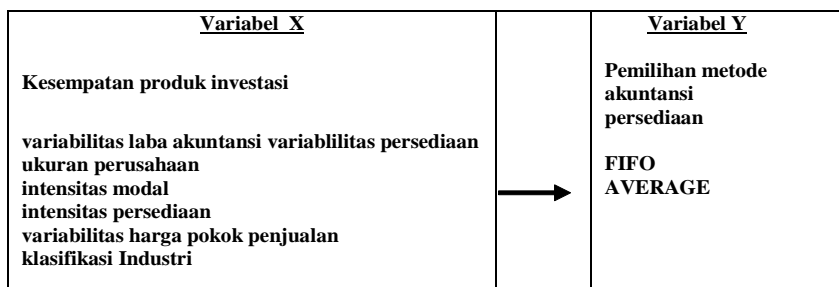 Variabel X
Kesempatan produk investasi
variabilitas laba akuntansi variablilitas persediaan
ukuran perusahaan
intensitas modal
intensitas persediaan
variabilitas harga pokok penjualan
klasifikasi Industri
Variabel Y
Pemilihan metode
akuntansi
persediaan
FIFO
AVERAGE